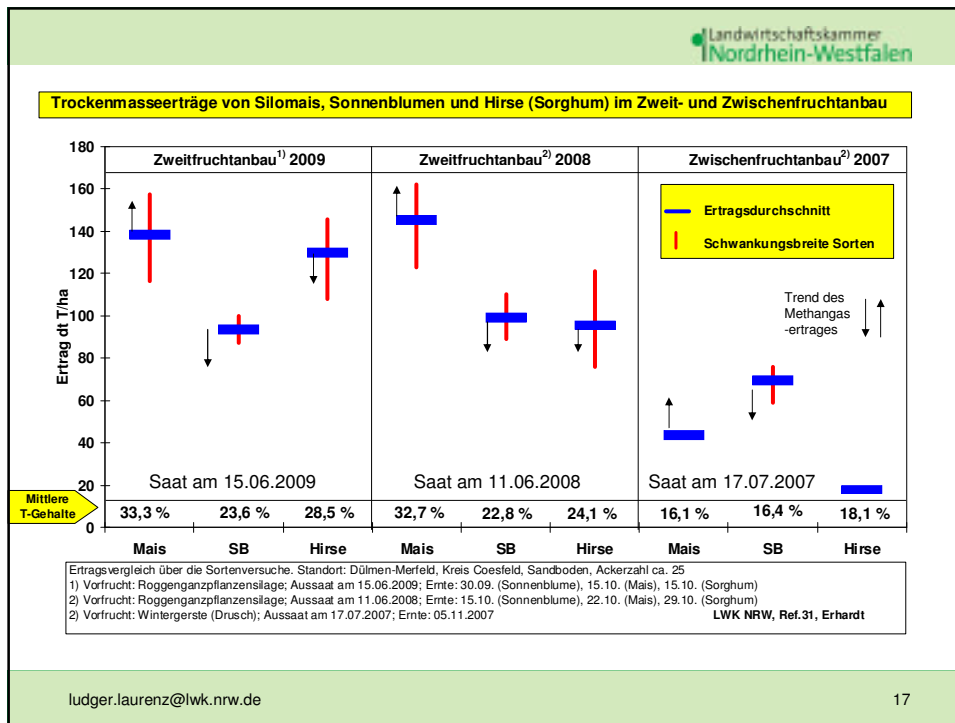 Landwirtschaftskammer
Nordrhein-Westfalen
Trockenmasseerträge von Silomais, Sonnenblumen und Hirse (Sorghum) im Zweit- und Zwischenfruchtanbau
180
160
140
120
100
80
60
40
20
0
Ertrag dt T/ha
Zweitfruchtanbau1) 2009
Zweitfruchtanbau2) 2008
Zwischenfruchtanbau2) 2007
Ertragsdurchschnitt
Schwankungsbreite Sorten
Trend des
Methangas
-ertrages
Saat am 15.06.2009
Saat am 11.06.2008
Saat am 17.07.2007
Mittlere
T-Gehalte
33,3 % 23,6 % 28,5 % 32,7 % 22,8 % 24,1 % 16,1 % 16,4 % 18,1 %
Mais SB Hirse Mais SB Hirse Mais SB Hirse
Ertragsvergleich über die Sortenversuche. Standort: Dülmen-Merfeld, Kreis Coesfeld, Sandboden, Ackerzahl ca. 25
1) Vorfrucht: Roggenganzpflanzensilage; Aussaat am 15.06.2009; Ernte: 30.09. (Sonnenblume), 15.10. (Mais), 15.10. (Sorghum)
2) Vorfrucht: Roggenganzpflanzensilage; Aussaat am 11.06.2008; Ernte: 15.10. (Sonnenblume), 22.10. (Mais), 29.10. (Sorghum)
2) Vorfrucht: Wintergerste (Drusch); Aussaat am 17.07.2007; Ernte: 05.11.2007 LWK NRW, Ref.31, Erhardt
ludger.laurenz@lwk.nrw.de 17